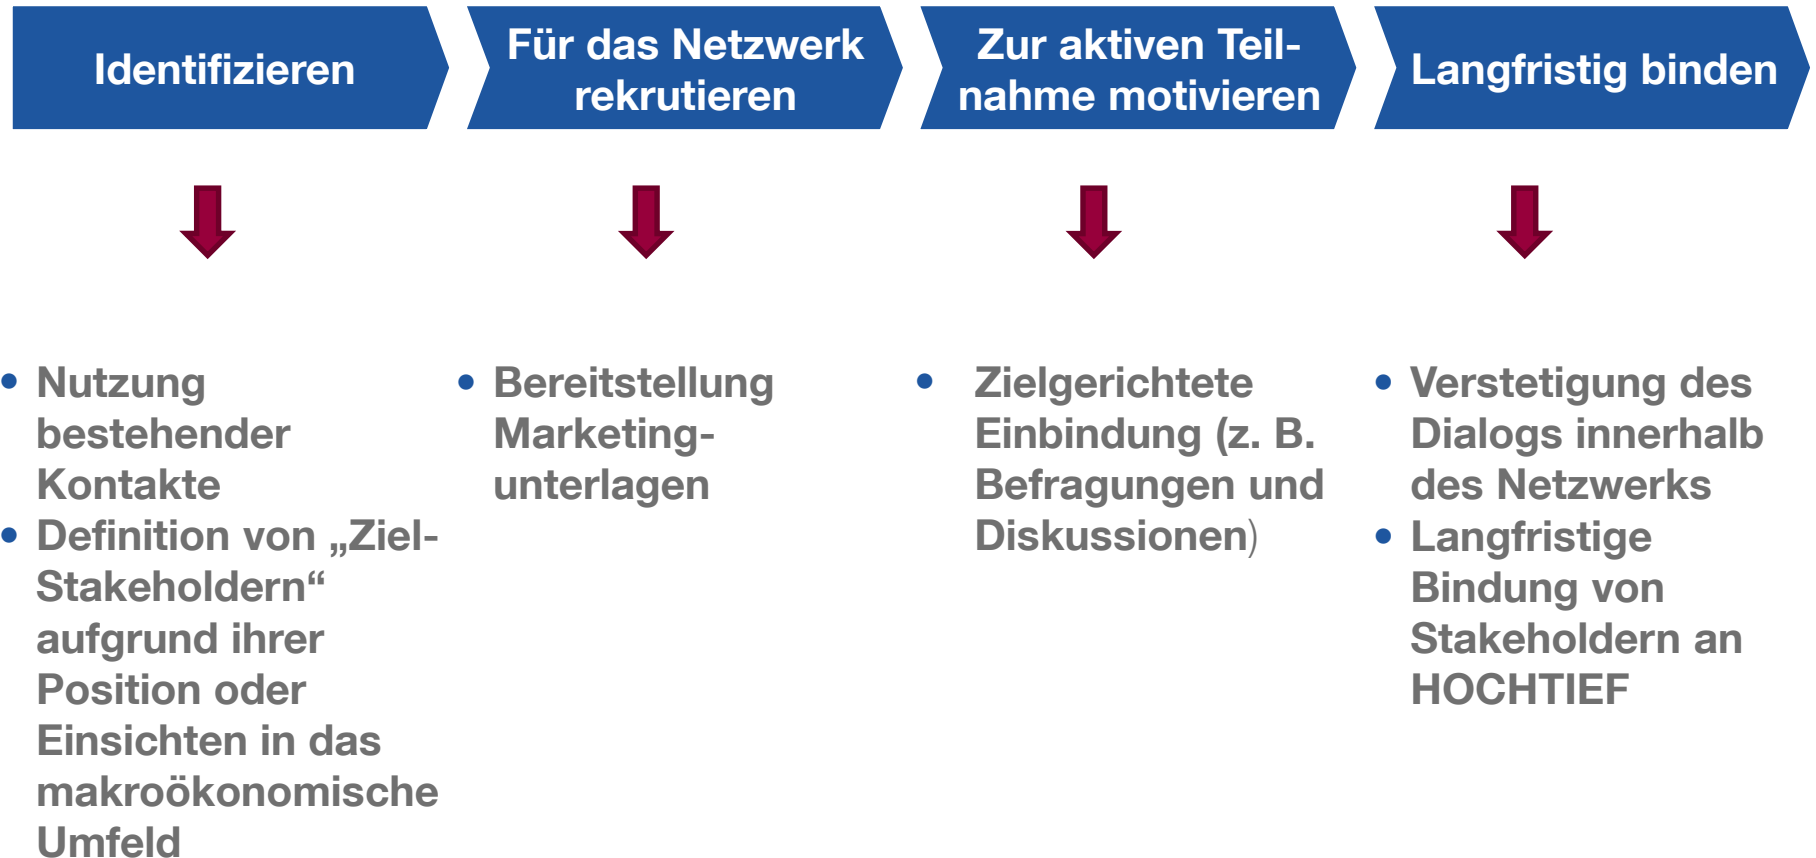 Identifizieren
Für das Netzwerk
rekrutieren
Zur aktiven Teil-
nahme motivieren
Langfristig binden
• Nutzung
bestehender
Kontakte
• Definition von „Ziel-
Stakeholdern“
aufgrund ihrer
Position oder
Einsichten in das
makroökonomische
Umfeld
• Bereitstellung
Marketing-
unterlagen
• Zielgerichtete
Einbindung (z. B.
Befragungen und
Diskussionen)
• Verstetigung des
Dialogs innerhalb
des Netzwerks
• Langfristige
Bindung von
Stakeholdern an
HOCHTIEF